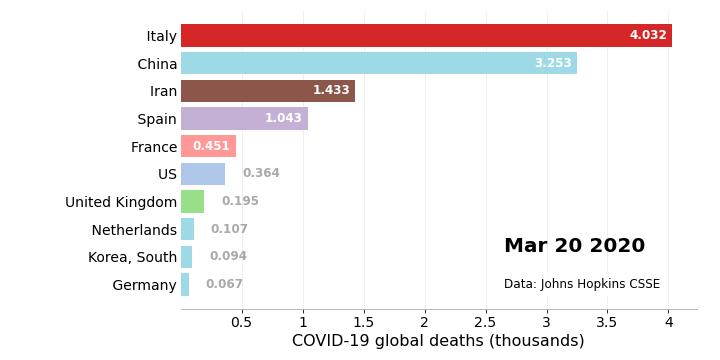 Italy 4.032
China 3.253
Iran 1.433
Spain 1.043
France 0.451
US 0.364
United Kingdom 0.195
Netherlands 0.107
Korea, South 0.094
Germany 0.067
Mar 20 2020
Data: Johns Hopkins CSSE
0.5 1 1.5 2 2.5 3 3.5 4
COVID-19 global deaths (thousands)